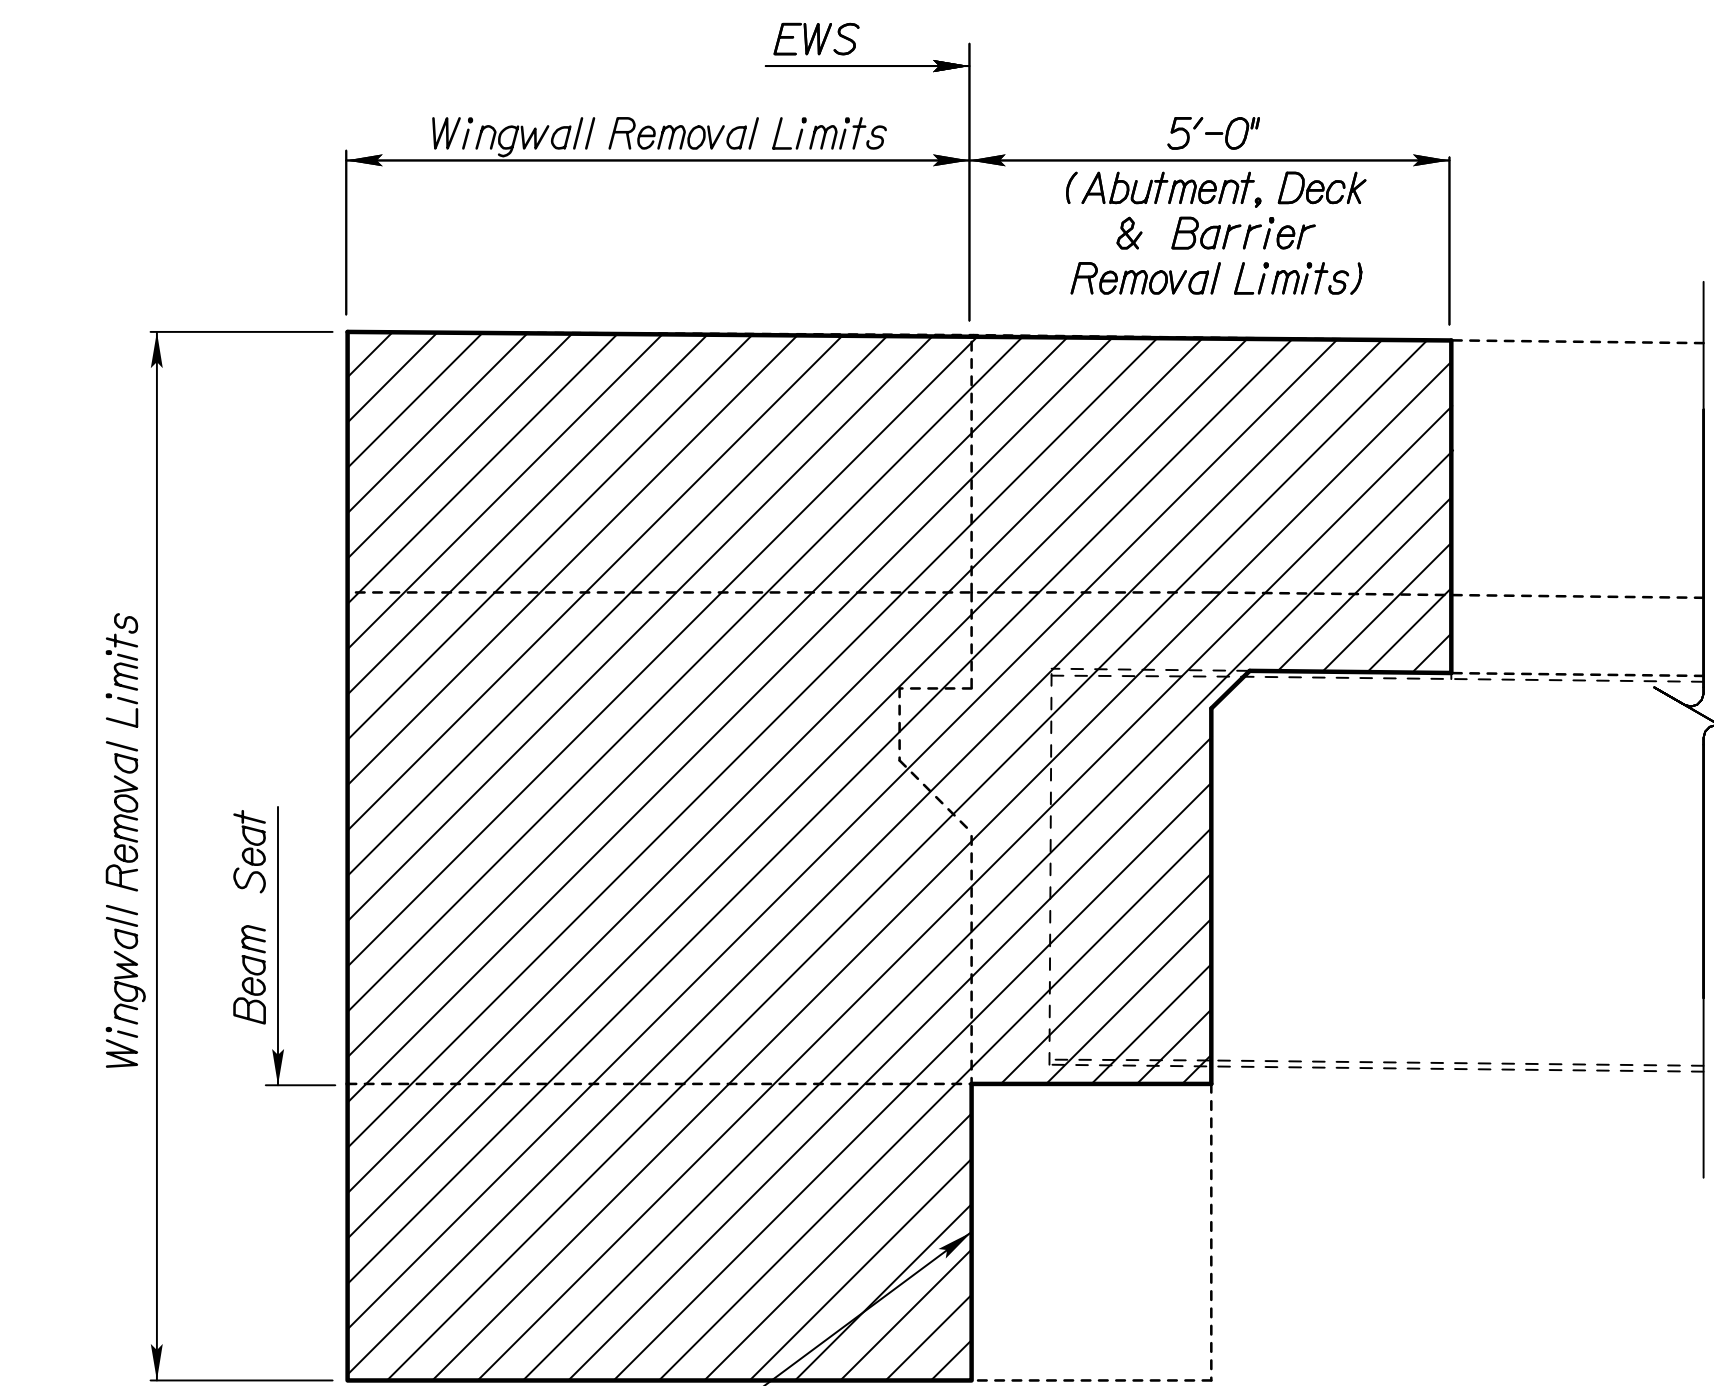 EWS
Wingwall Removal Limits
5'-0"
(Abutment, Deck
& Barrier
Removal Limits)
Wingwall Removal Limits
Beam Seat